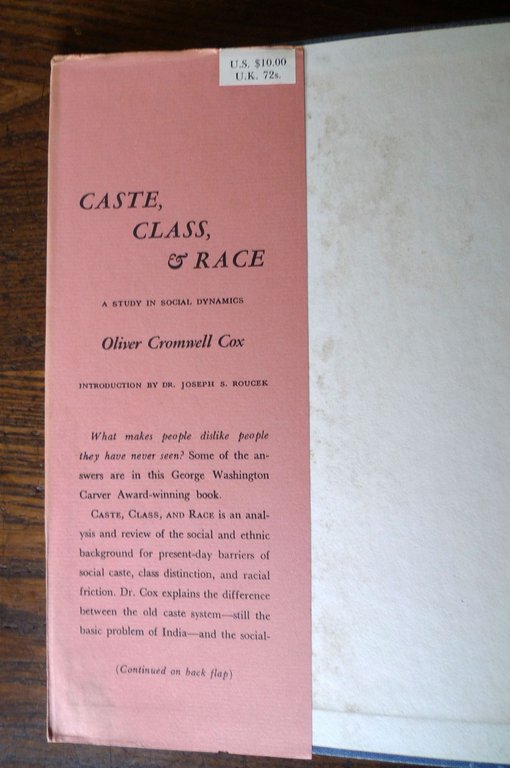 U.S. $10.00
U.K. 72s.
CASTE,
CLASS,
& RACE
A STUDY IN SOCIAL DYNAMICS
Oliver Cromwell Cox
INTRODUCTION BY DR. JOSEPH S. ROUCEK
What makes people dislike people
they have never seen? Some of the an-
swers are in this George Washington
Carver Award-winning book.
CASTE, CLASS, AND RACE is an anal-
ysis and review of the social and ethnic
background for present-day barriers of
social caste, class distinction, and racial
friction. Dr. Cox explains the difference
between the old caste system—still the
basic problem of India—and the social-
(Continued on back flap)